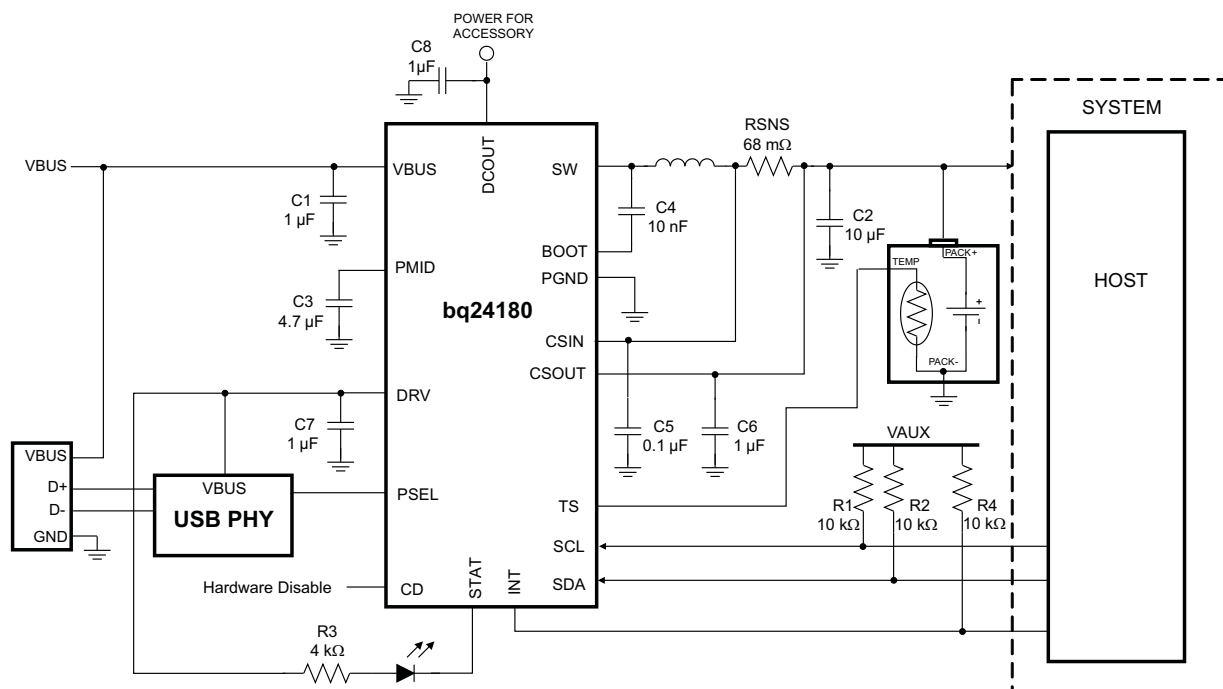 POWER FOR
ACCESSORY
C8
1µF
SYSTEM
RSNS
68 mΩ
VBUS
VBUS
DCOUT
SW
C1
1 µF
C4
10 nF
C2
10 µF
BOOT
PACK+
TEMP
PMID
PGND
HOST
C3
4.7 µF
bq24180
+
-
CSIN
PACK-
CSOUT
DRV
C7
1 µF
C5
0.1 µF
C6
1 µF
VAUX
VBUS
D+
D-
GND
VBUS
USB PHY
PSEL
TS
R1
10 kΩ
R2
10 kΩ
R4
10 kΩ
SCL
Hardware Disable
CD
STAT
INT
SDA
R3
4 kΩ